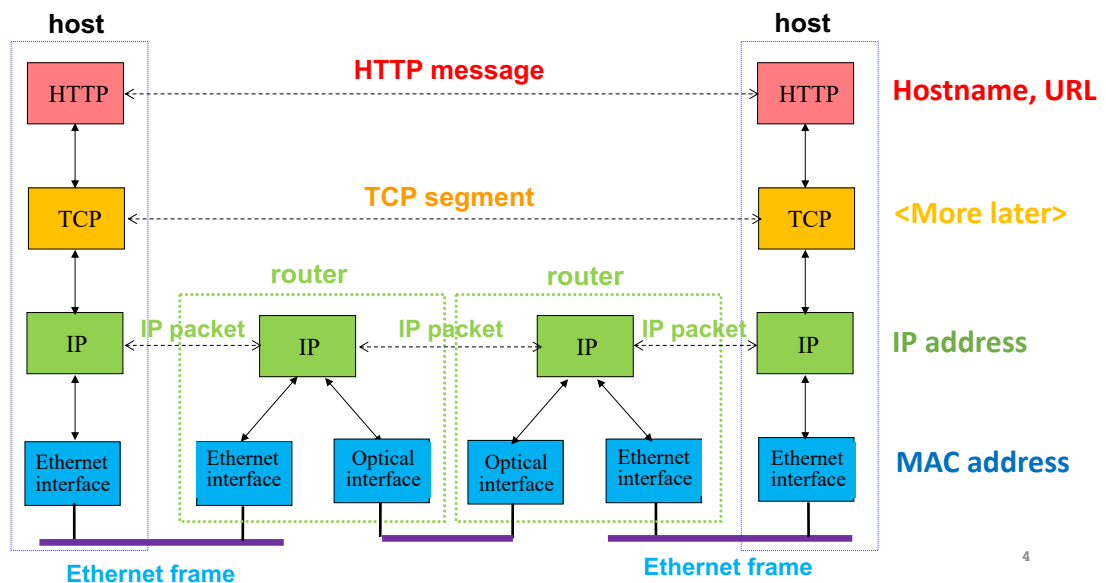 host
host
HTTP message
HTTP
HTTP
Hostname, URL
TCP segment
TCP
TCP
<More later>
router
router
IP packet
IP packet
IP packet
IP
IP
IP
IP
IP address
Ethernet
interface
Ethernet
interface
Optical
interface
Optical
interface
Ethernet
interface
Ethernet
interface
MAC address
Ethernet frame
Ethernet frame
4